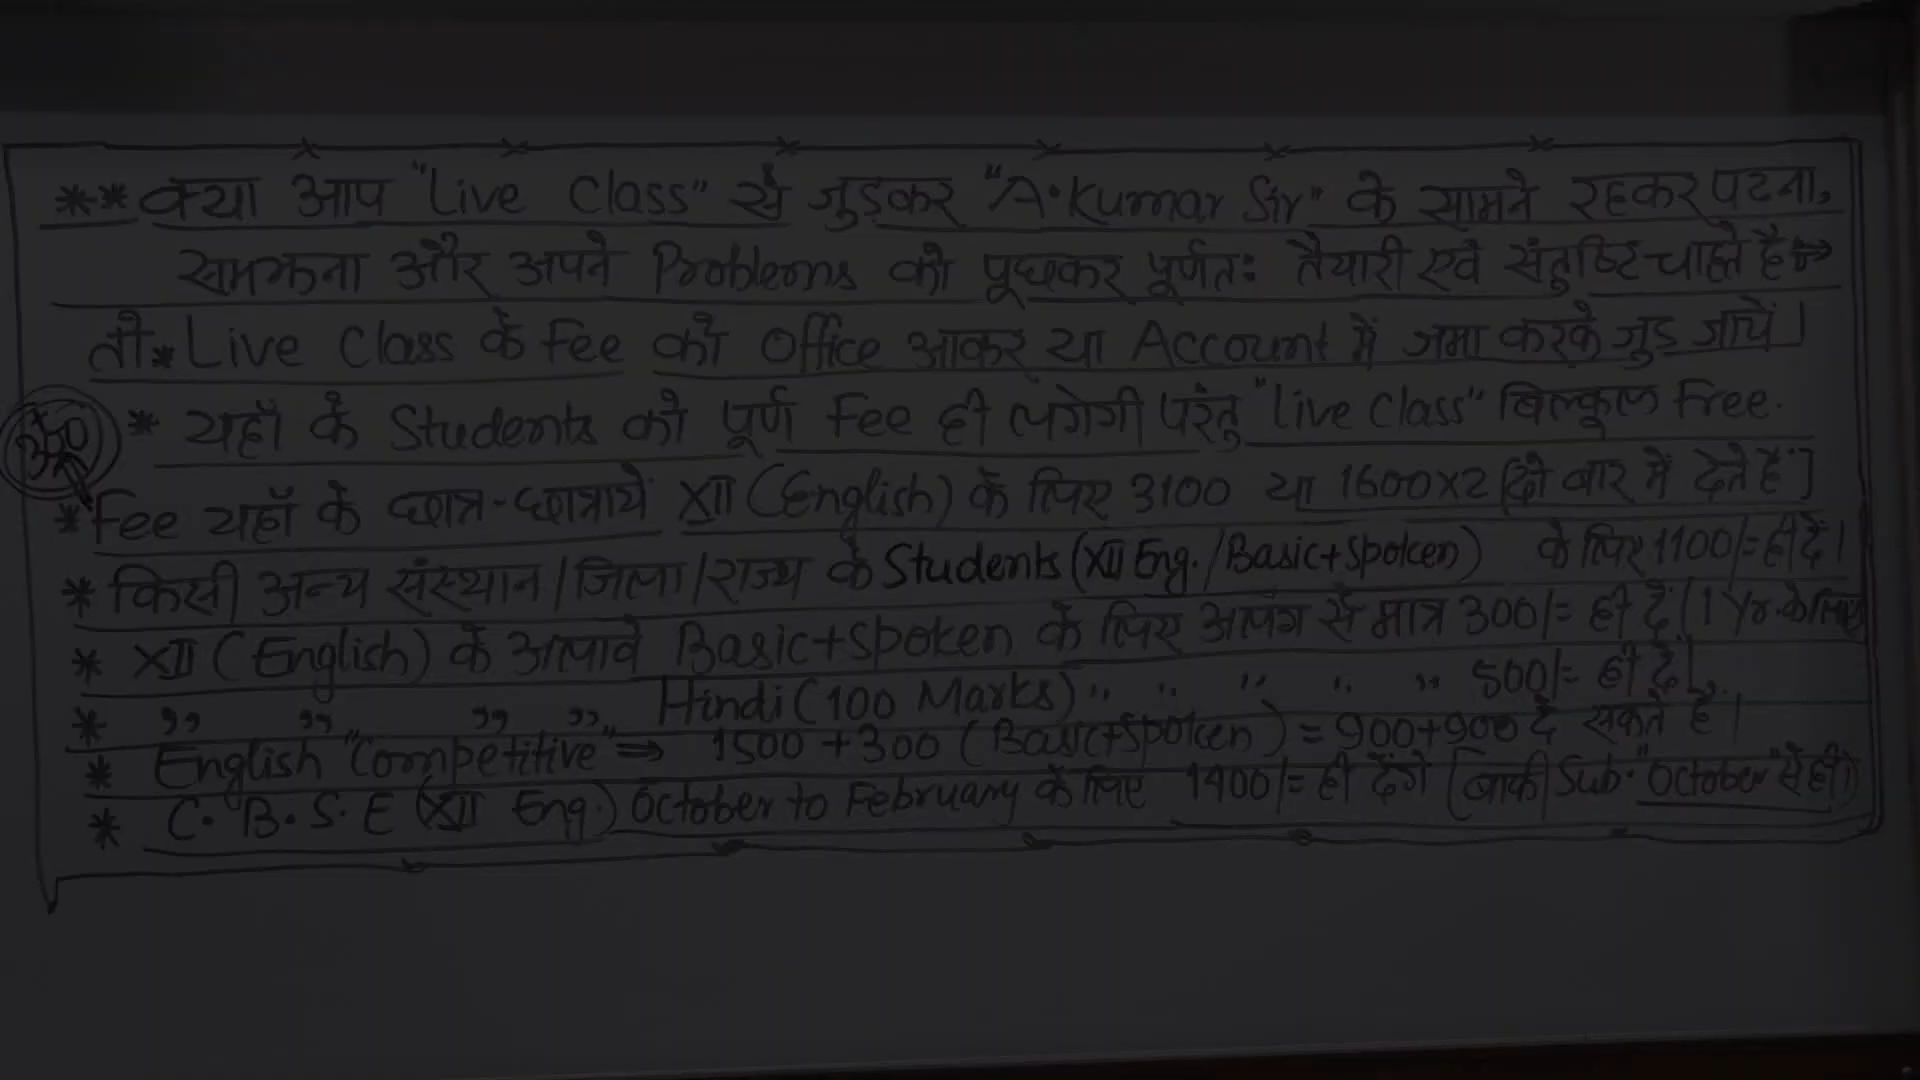 ** क्या आप "Live Class" से जुड़कर "A.Kumar Sir" के सामने रहकर पढना,
समझना और अपने Problems को पूछकर पूर्णतः तैयारी एवं संतुष्टि चाहते है
तो * Live Class के Fee को Office आकर या Account में जमा करके जुड़ जायें।
* यहाँ के Students को पूर्ण Fee ही लगेगी परंतु "Live Class" बिल्कुल Free.
* Fee यहाँ के छात्र-छात्रायें XII (English) के लिए 3100 या 1600x2 [दो बार में देते हैं]
* किसी अन्य संस्थान/जिला/राज्य के Students (XII Eng./Basic+Spoken) के लिए 1100/= ही दें।
* XII (English) के अलावे Basic+Spoken के लिए अलग से मात्र 300/= ही दें (1 Yr. के लिए
* ,, ,, ,, ,, Hindi (100 Marks) ,, ,, ,, ,, ,, 500/= ही दें।
* English "Competitive" ⇒ 1500 + 300 (Basic+Spoken) = 900+900 दे सकते है।
* C.B.S.E (XII Eng.) October to February के लिए 1400/= ही देंगे [बाकी Sub. "October" से ही)